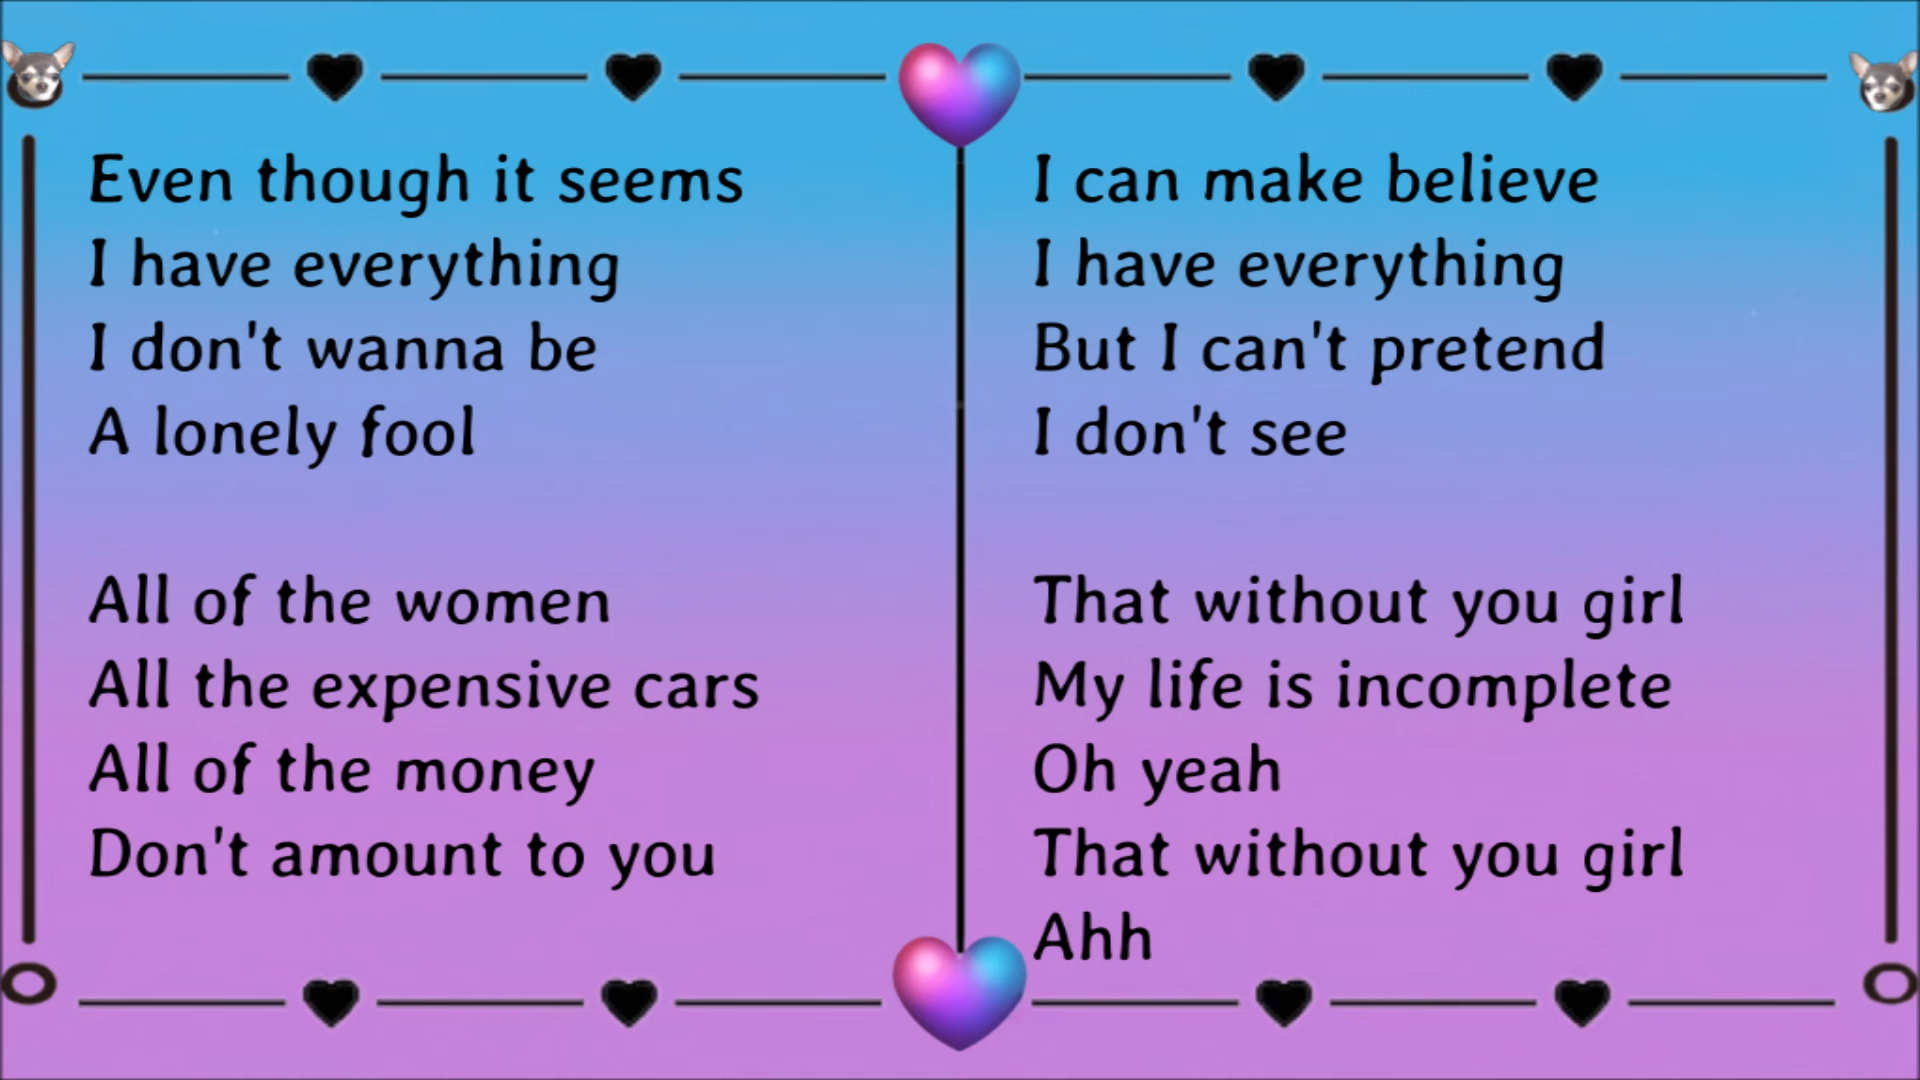 Even though it seems
I have everything
I don't wanna be
A lonely fool
All of the women
All the expensive cars
All of the money
Don't amount to you
I can make believe
I have everything
But I can't pretend
I don't see
That without you girl
My life is incomplete
Oh yeah
That without you girl
Ahh